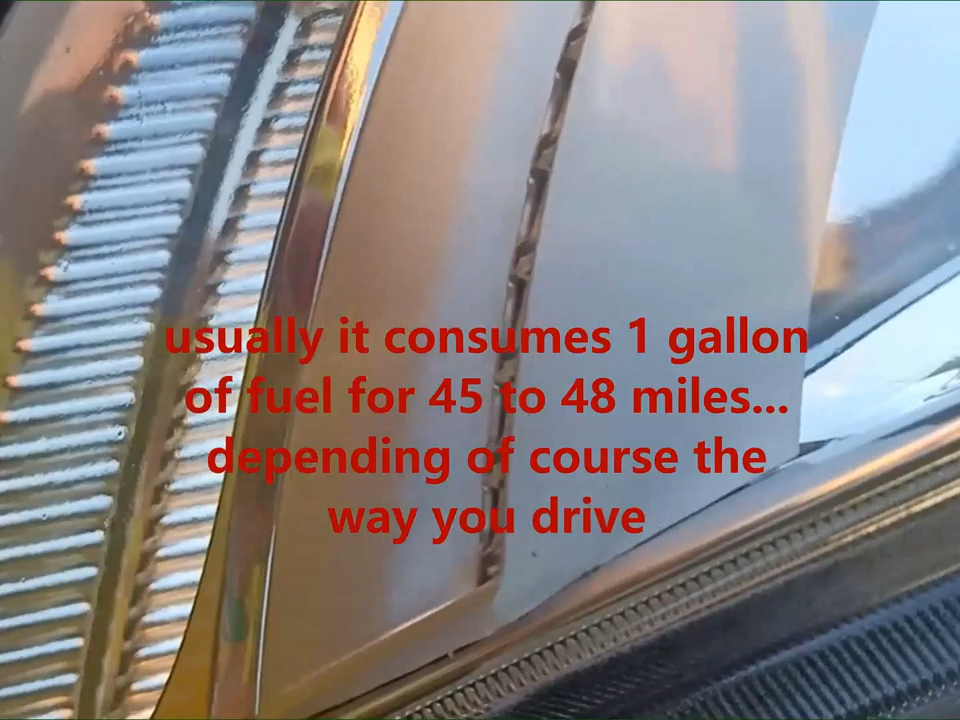 usually it consumes 1 gallon
of fuel for 45 to 48 miles...
depending of course the
way you drive